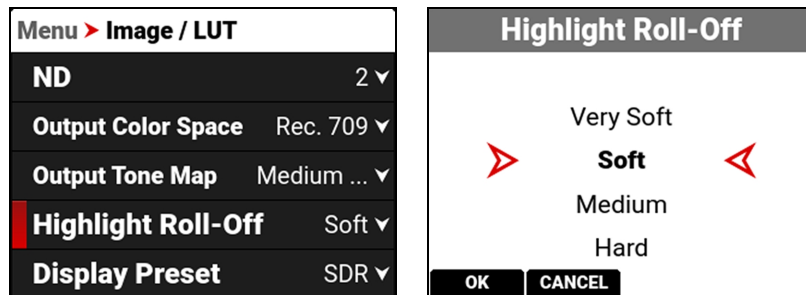 Menu > Image / LUT
ND 2
Output Color Space Rec. 709
Output Tone Map Medium ...
Highlight Roll-Off Soft
Display Preset SDR
Highlight Roll-Off
Very Soft
Soft
Medium
Hard
OK CANCEL